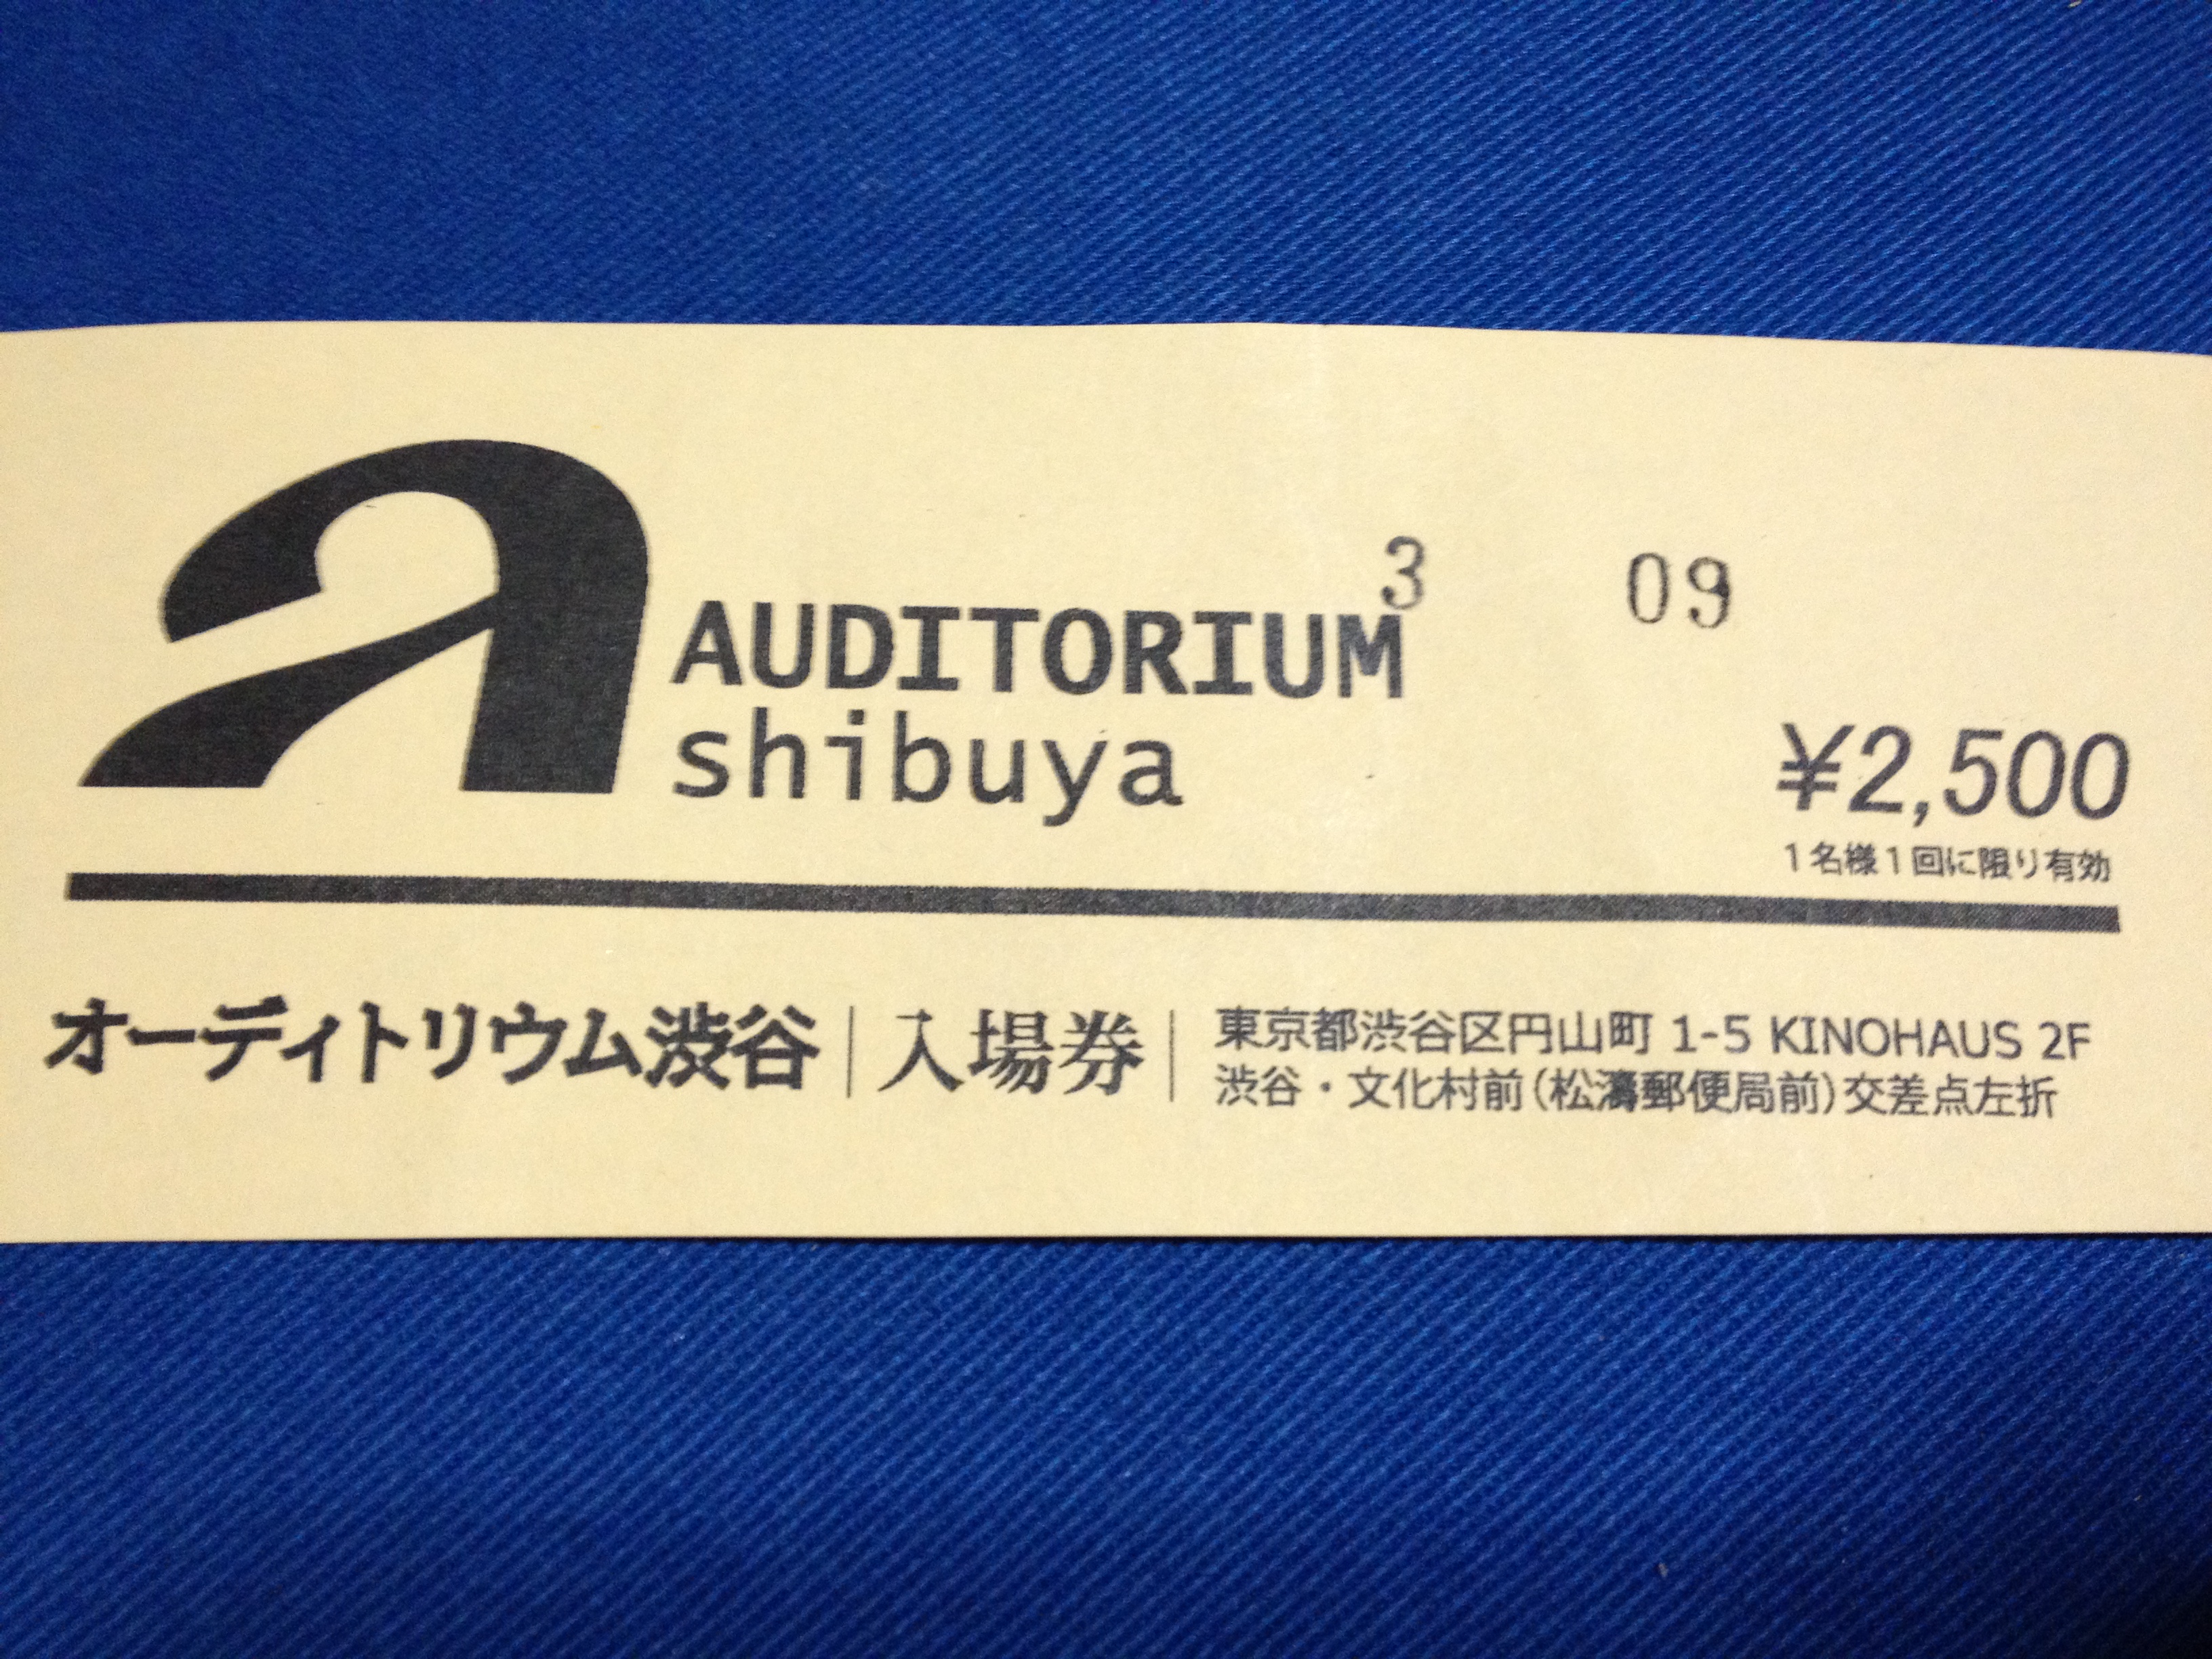 3 09
AUDITORIUM
shibuya
¥2,500
1名様1回に限り有効
オーディトリウム渋谷
入場券
東京都渋谷区円山町 1-5 KINOHAUS 2F
渋谷・文化村前(松濤郵便局前)交差点左折